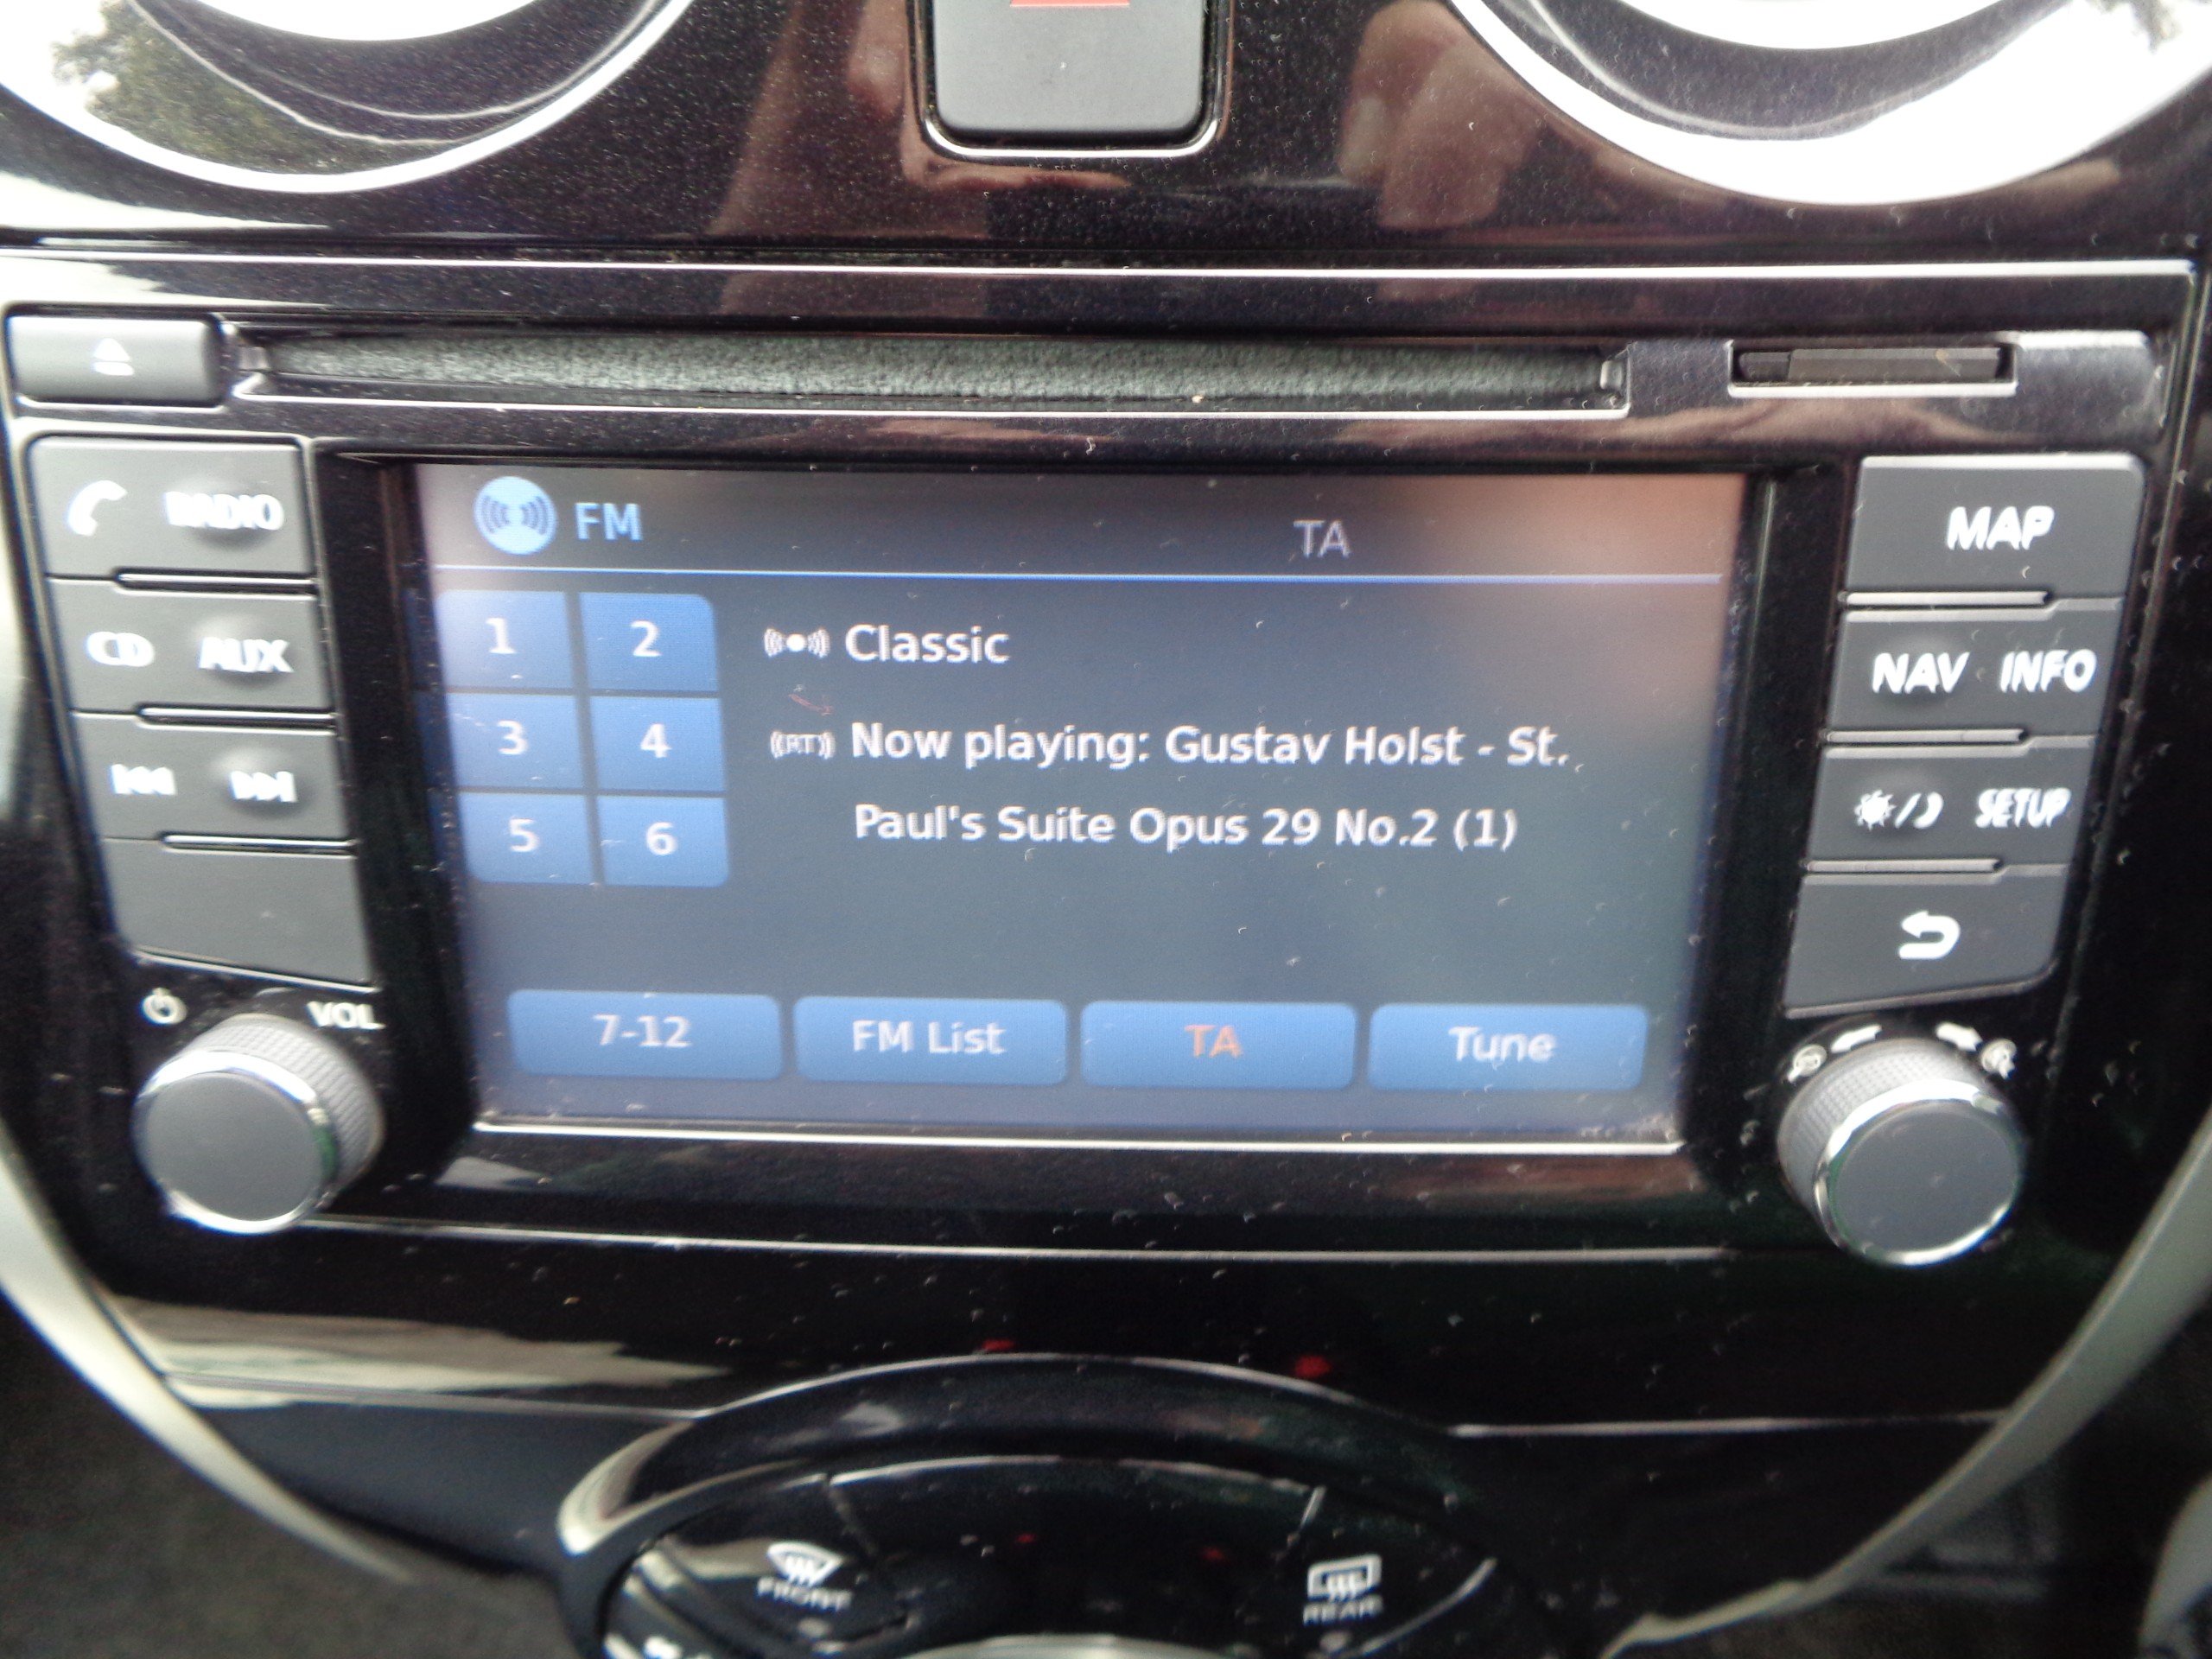 RADIO
FM
TA
MAP
1
2
Classic
CD
AUX
NAV
INFO
3
4
((RT)) Now playing: Gustav Holst - St.
Paul's Suite Opus 29 No.2 (1)
SETUP
5
6
VOL
7-12
FM List
TA
Tune
FRONT
REAR